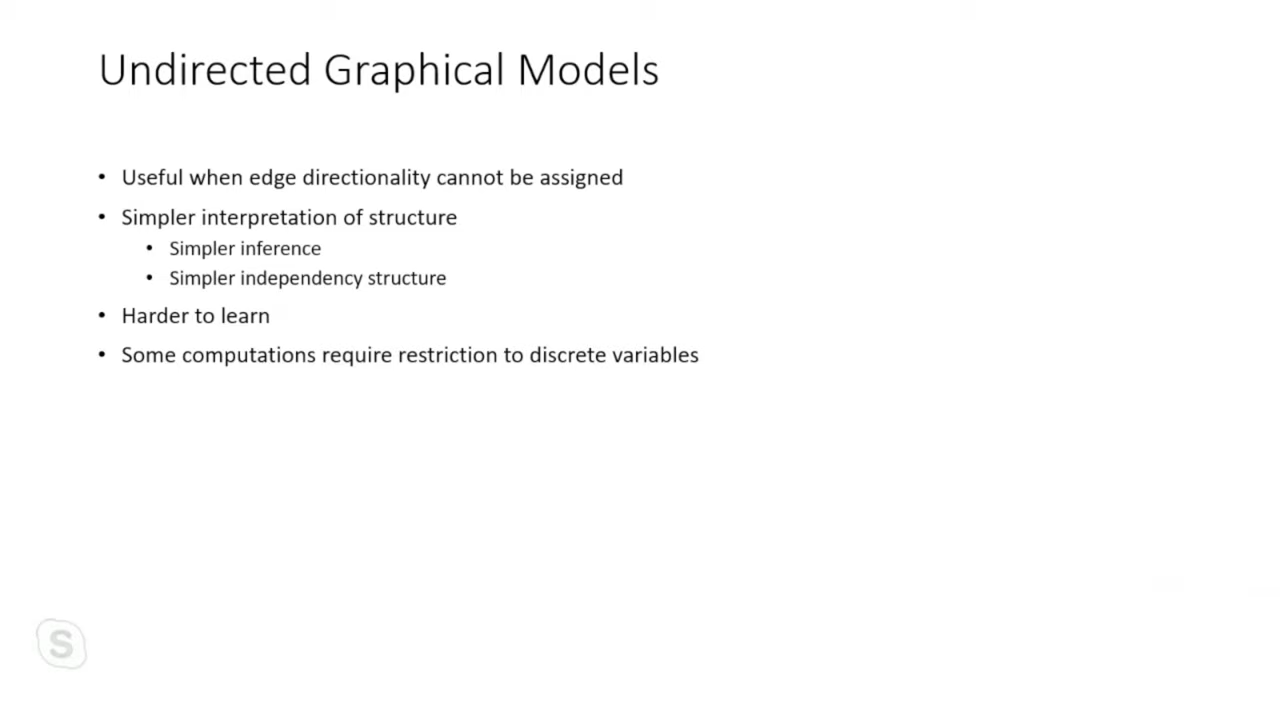 Undirected Graphical Models
• Useful when edge directionality cannot be assigned
• Simpler interpretation of structure
• Simpler inference
• Simpler independency structure
• Harder to learn
• Some computations require restriction to discrete variables
S